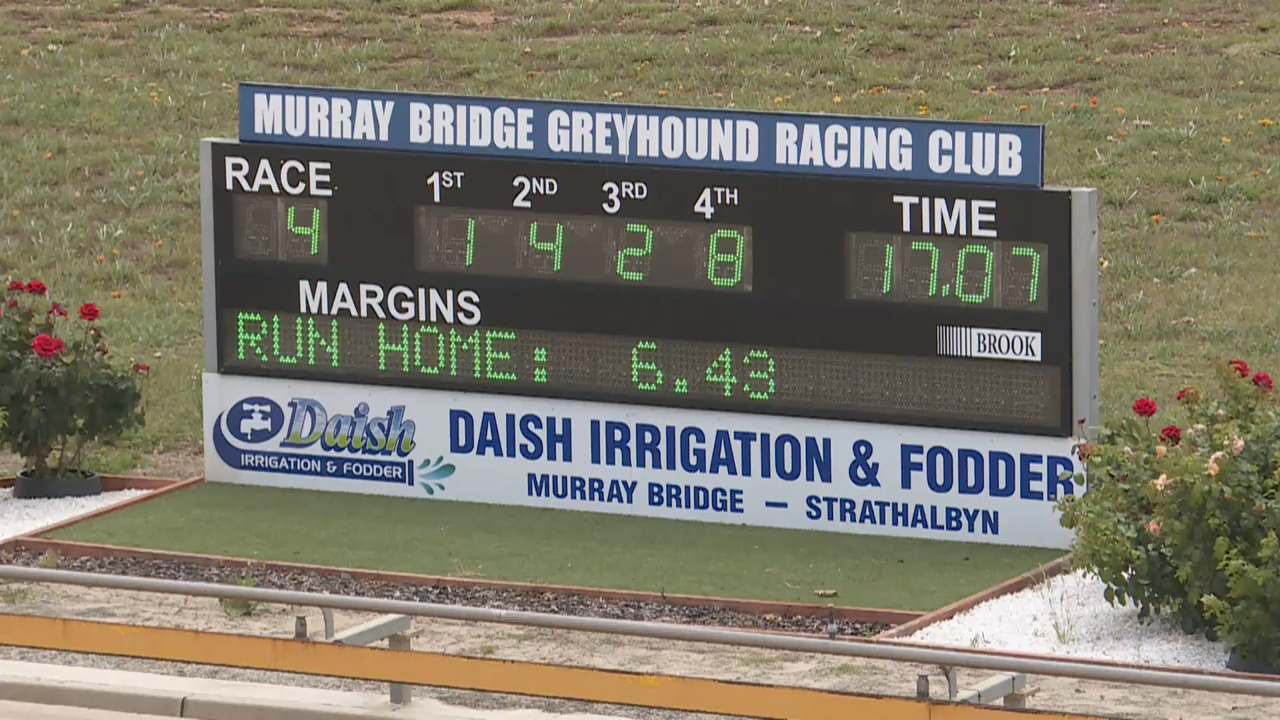 MURRAY BRIDGE GREYHOUND RACING CLUB
RACE 1ST 2ND 3RD 4TH TIME
4 1 4 2 8 17.07
MARGINS
BROOK
RUN HOME: 6.43
Daish
IRRIGATION & FODDER
DAISH IRRIGATION & FODDER
MURRAY BRIDGE – STRATHALBYN